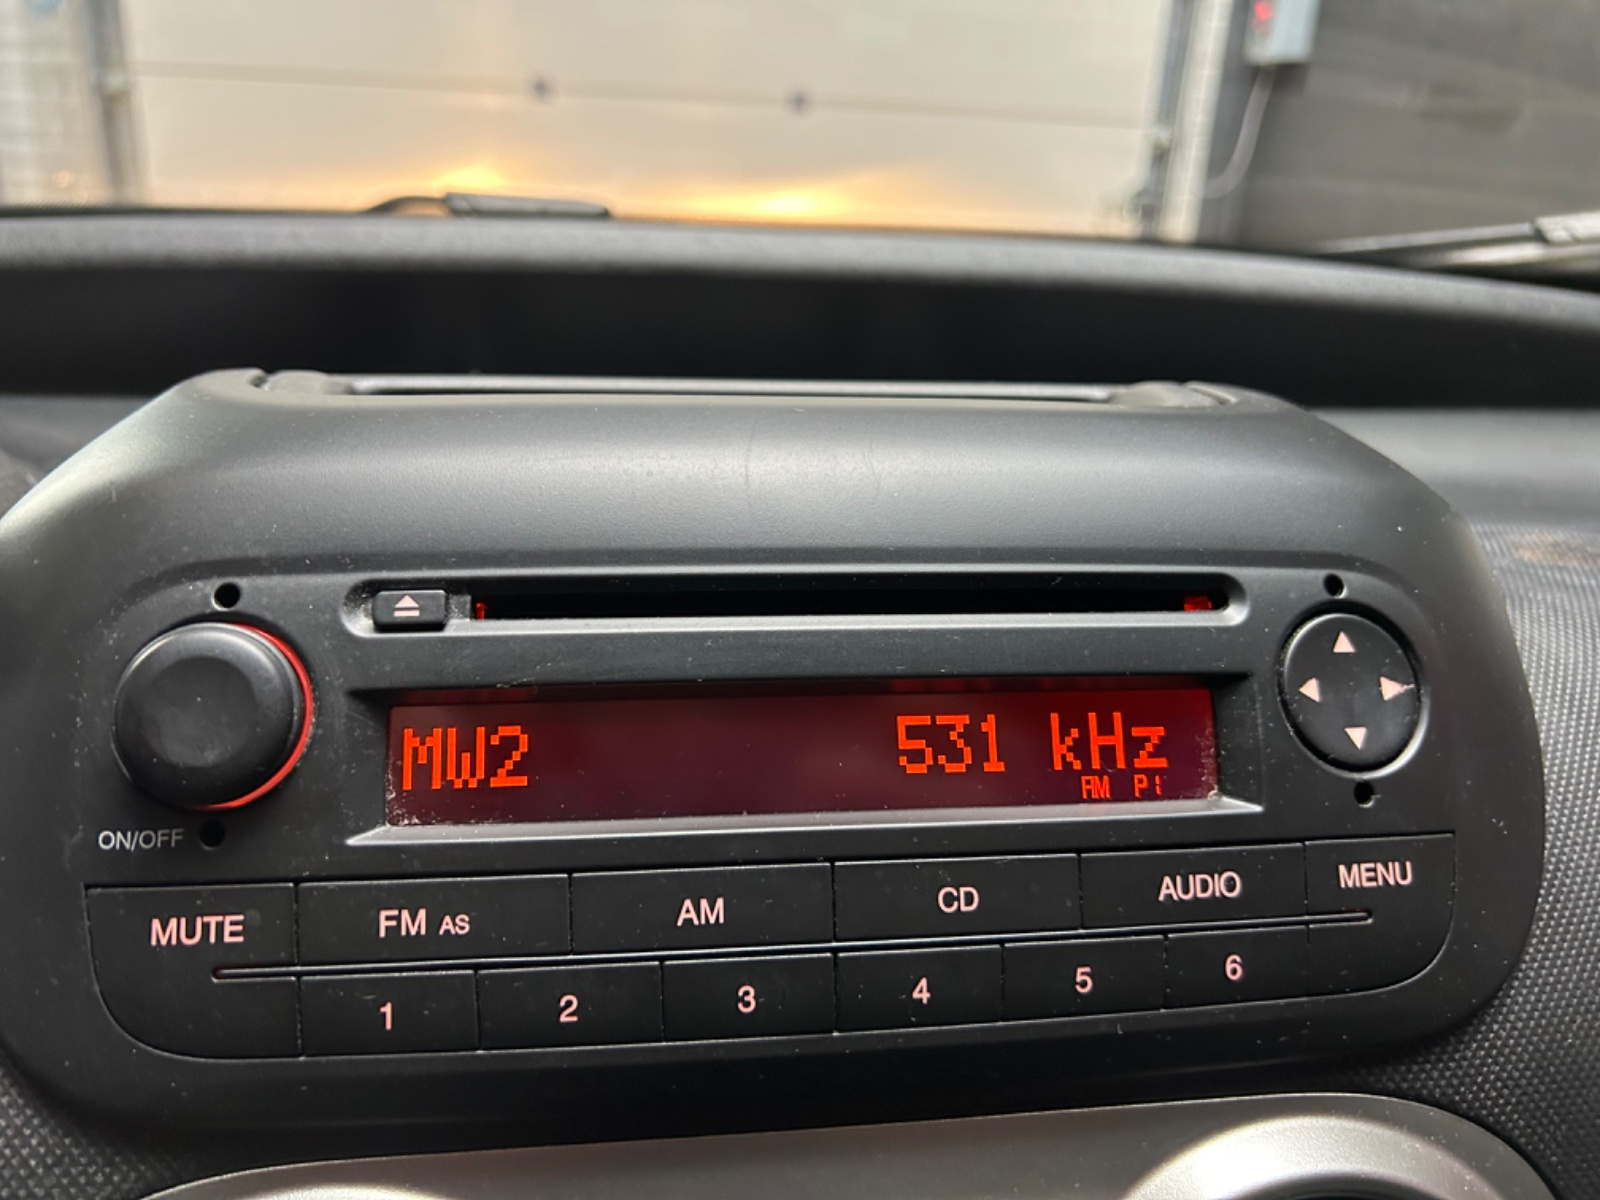 MW2 531 kHz
AM P1
ON/OFF
MUTE FM AS AM CD AUDIO MENU
1 2 3 4 5 6